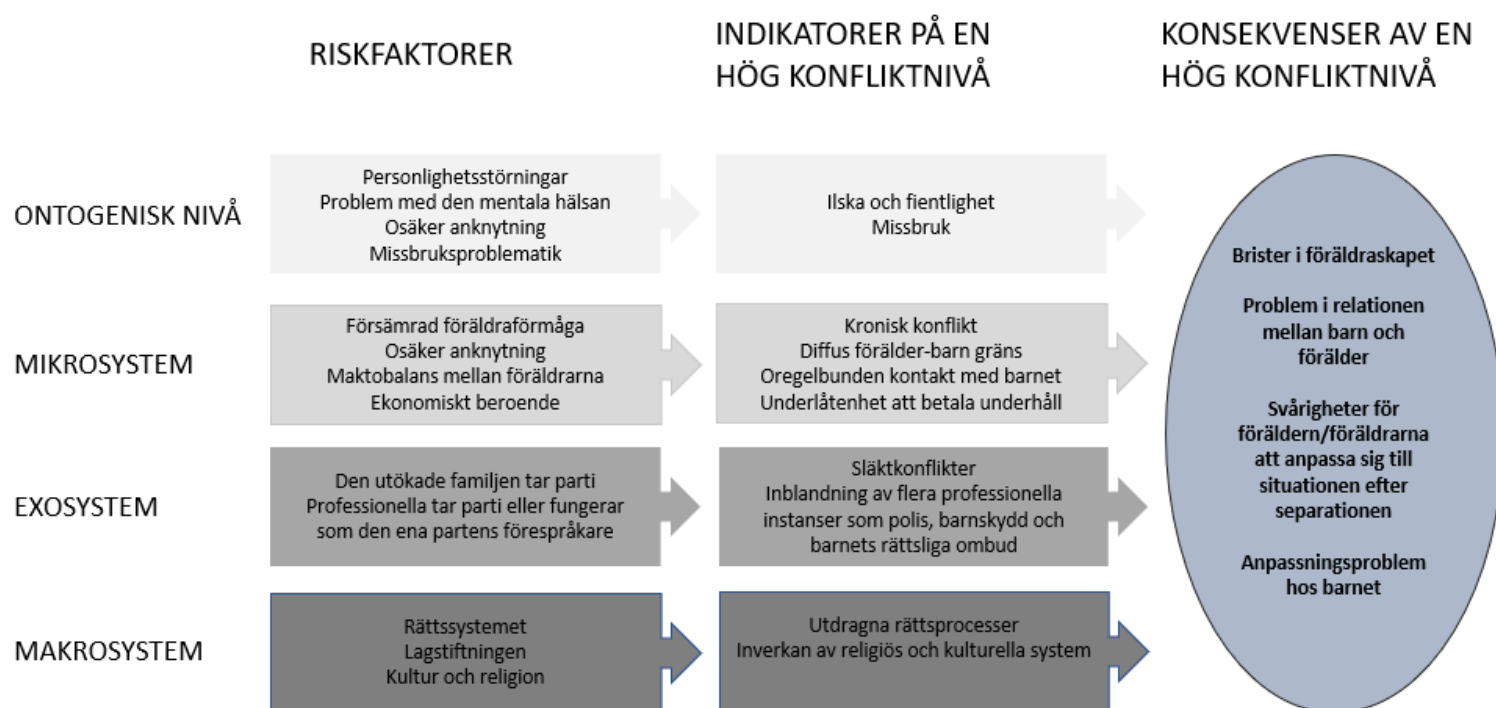 RISKFAKTORER
INDIKATORER PÅ EN
HÖG KONFLIKTNIVÅ
KONSEKVENSER AV EN
HÖG KONFLIKTNIVÅ
ONTOGENISK NIVÅ
Personlighetsstörningar
Problem med den mentala hälsan
Osäker anknytning
Missbruksproblematik
Ilska och fientlighet
Missbruk
MIKROSYSTEM
Försämrad föräldraförmåga
Osäker anknytning
Maktobalans mellan föräldrarna
Ekonomiskt beroende
Kronisk konflikt
Diffus förälder-barn gräns
Oregelbunden kontakt med barnet
Underlåtenhet att betala underhåll
EXOSYSTEM
Den utökade familjen tar parti
Professionella tar parti eller fungerar
som den ena partens förespråkare
Släktkonflikter
Inblandning av flera professionella
instanser som polis, barnskydd och
barnets rättsliga ombud
MAKROSYSTEM
Rättssystemet
Lagstiftningen
Kultur och religion
Utdragna rättsprocesser
Inverkan av religiös och kulturella system
Brister i föräldraskapet
Problem i relationen
mellan barn och
förälder
Svårigheter för
föräldern/föräldrarna
att anpassa sig till
situationen efter
separationen
Anpassningsproblem
hos barnet